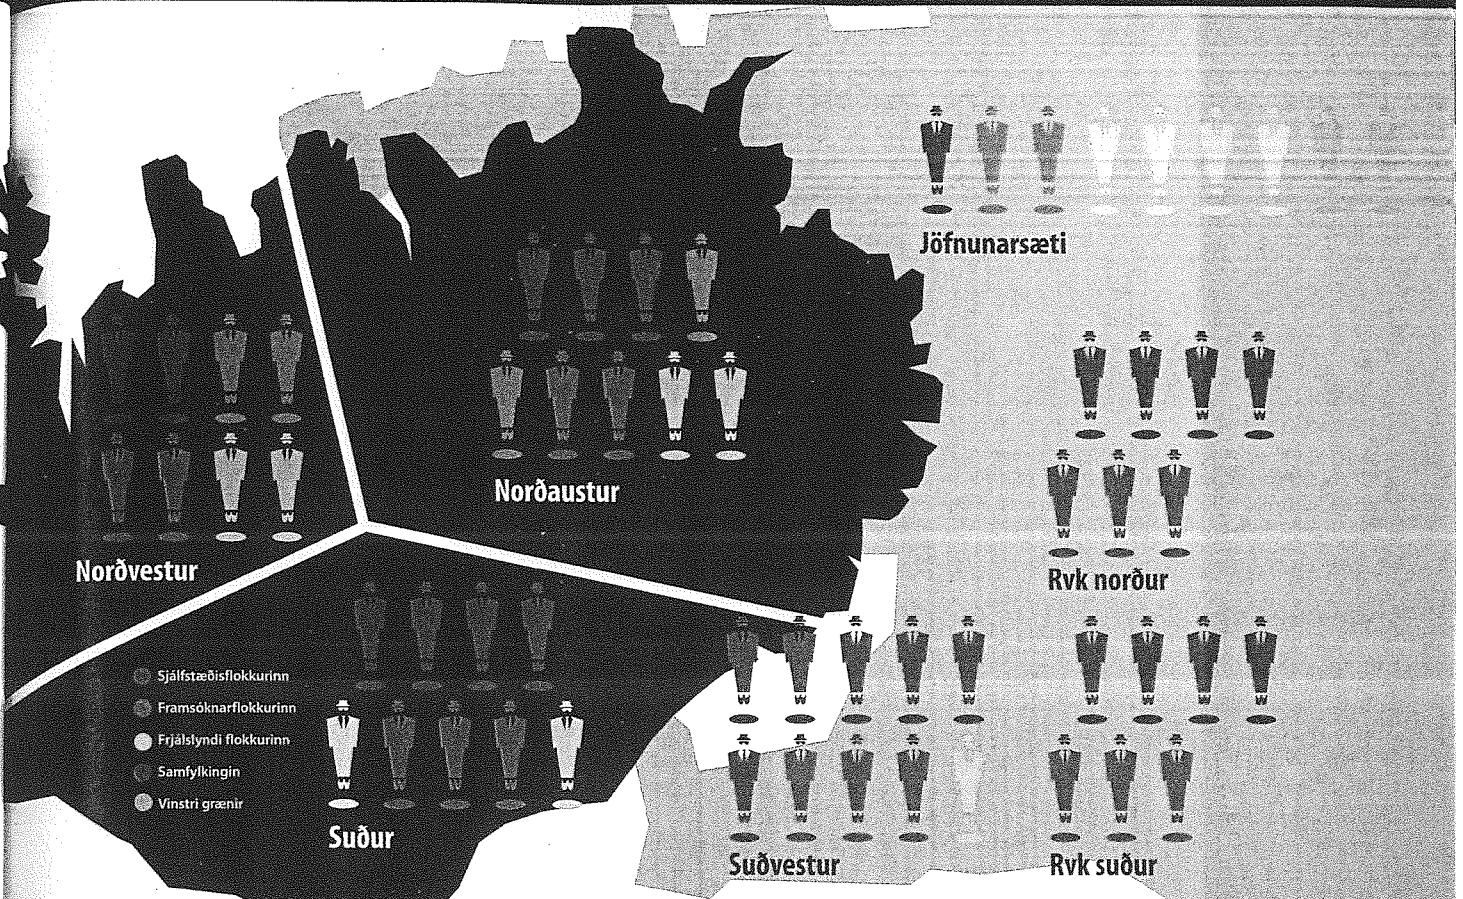 Jöfnunarsæti
Norðaustur
Norðvestur
Rvk norður
Sjálfstæðisflokkurinn
Framsóknarflokkurinn
Frjálslyndi flokkurinn
Samfylkingin
Vinstri grænir
Suður
Suðvestur
Rvk suður